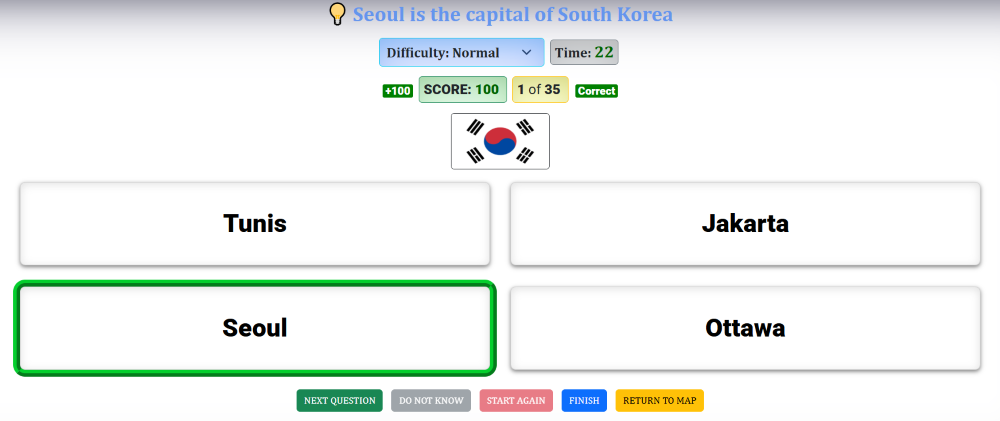 Seoul is the capital of South Korea
Difficulty: Normal Time: 22
+100 SCORE: 100 1 of 35 Correct
Tunis Jakarta
Seoul Ottawa
NEXT QUESTION DO NOT KNOW START AGAIN FINISH RETURN TO MAP